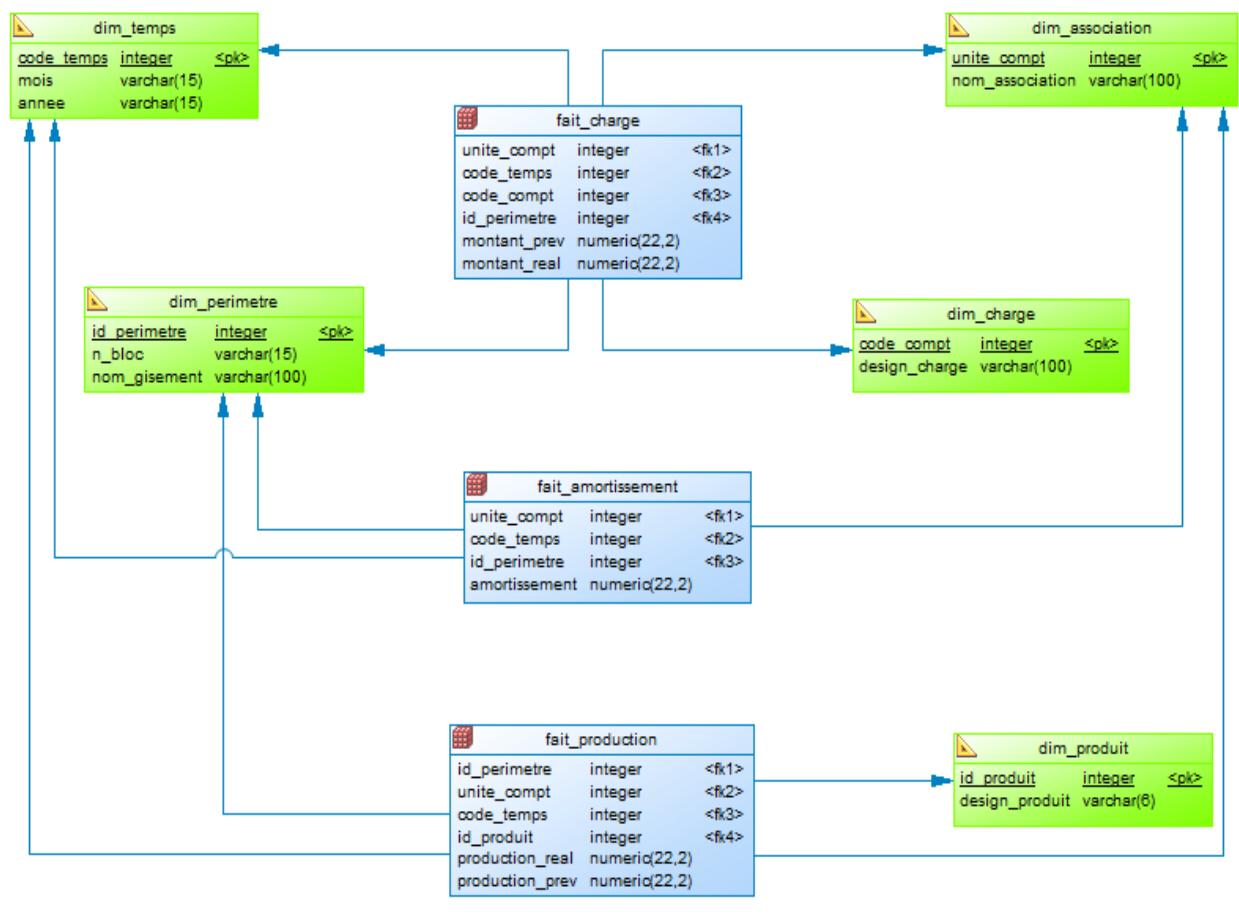 dim_temps
code_temps integer <pk>
mois varchar(15)
annee varchar(15)
dim_association
unite_compt integer <pk>
nom_association varchar(100)
fait_charge
unite_compt integer <fk1>
code_temps integer <fk2>
code_compt integer <fk3>
id_perimetre integer <fk4>
montant_prev numeric(22,2)
montant_real numeric(22,2)
dim_perimetre
id_perimetre integer <pk>
n_bloc varchar(15)
nom_gisement varchar(100)
dim_charge
code_compt integer <pk>
design_charge varchar(100)
fait_amortissement
unite_compt integer <fk1>
code_temps integer <fk2>
id_perimetre integer <fk3>
amortissement numeric(22,2)
fait_production
id_perimetre integer <fk1>
unite_compt integer <fk2>
code_temps integer <fk3>
id_produit integer <fk4>
production_real numeric(22,2)
production_prev numeric(22,2)
dim_produit
id_produit integer <pk>
design_produit varchar(6)